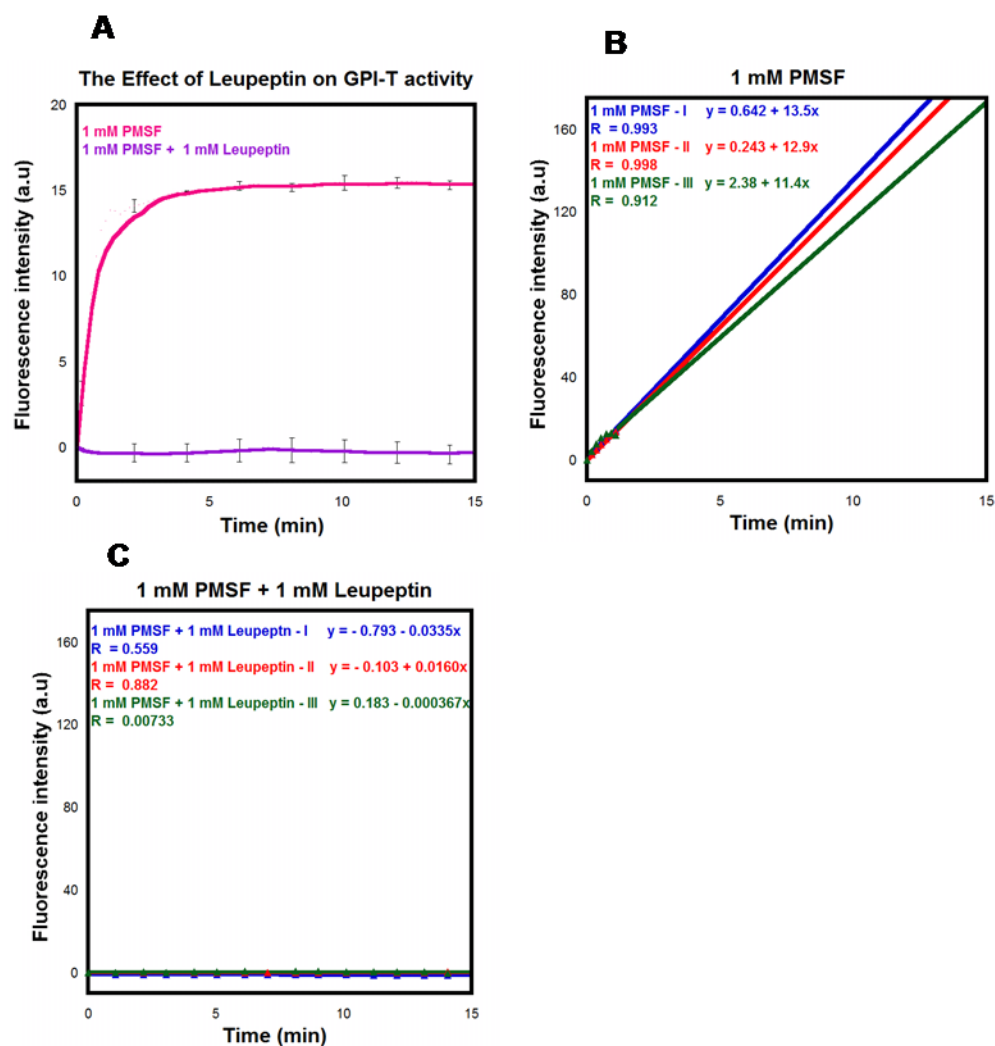 A
The Effect of Leupeptin on GPI-T activity
1 mM PMSF
1 mM PMSF + 1 mM Leupeptin
Fluorescence intensity (a.u)
20
15
10
5
0
0 5 10 15
Time (min)
B
1 mM PMSF
1 mM PMSF - I y = 0.642 + 13.5x
R = 0.993
1 mM PMSF - II y = 0.243 + 12.9x
R = 0.998
1 mM PMSF - III y = 2.38 + 11.4x
R = 0.912
Fluorescence intensity (a.u)
160
120
80
40
0
0 5 10 15
Time (min)
C
1 mM PMSF + 1 mM Leupeptin
1 mM PMSF + 1 mM Leupeptn - I y = - 0.793 - 0.0335x
R = 0.559
1 mM PMSF + 1 mM Leupeptin - II y = - 0.103 + 0.0160x
R = 0.882
1 mM PMSF + 1 mM Leupeptin - III y = 0.183 - 0.000367x
R = 0.00733
Fluorescence intensity (a.u)
160
120
80
40
0
0 5 10 15
Time (min)